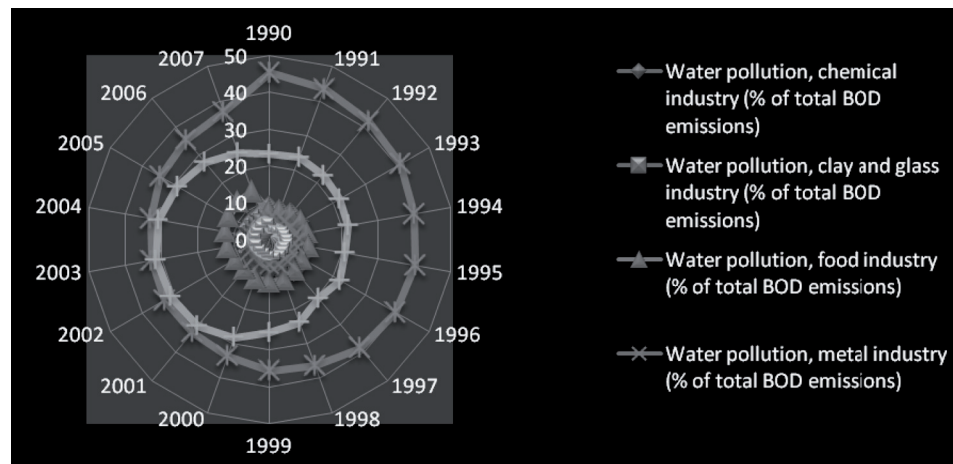 1990
1991
1992
1993
1994
1995
1996
1997
1998
1999
2000
2001
2002
2003
2004
2005
2006
2007
50
40
30
20
10
0
Water pollution, chemical
industry (% of total BOD
emissions)
Water pollution, clay and glass
industry (% of total BOD
emissions)
Water pollution, food industry
(% of total BOD emissions)
Water pollution, metal industry
(% of total BOD emissions)